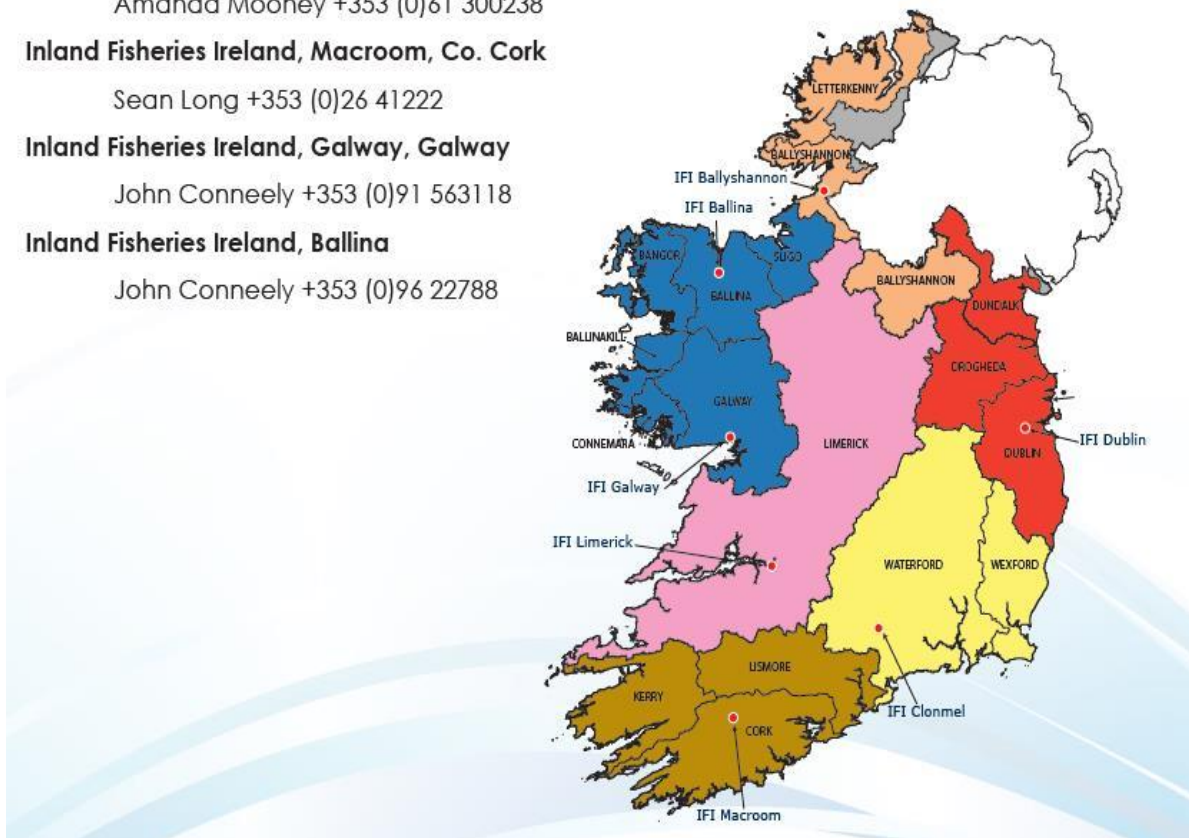 Amanda Mooney +353 (0)61 300238
Inland Fisheries Ireland, Macroom, Co. Cork
Sean Long +353 (0)26 41222
Inland Fisheries Ireland, Galway, Galway
John Conneely +353 (0)91 563118
Inland Fisheries Ireland, Ballina
John Conneely +353 (0)96 22788
LETTERKENNY
BALLYSHANNON
IFI Ballyshannon
IFI Ballina
BANGOR
SLIGO
BALLINA
BALLYSHANNON
DUNDALK
BALLINAKILL
DROGHEDA
GALWAY
CONNEMARA
LIMERICK
DUBLIN
IFI Dublin
IFI Galway
IFI Limerick
WATERFORD
WEXFORD
LISMORE
KERRY
CORK
IFI Clonmel
IFI Macroom